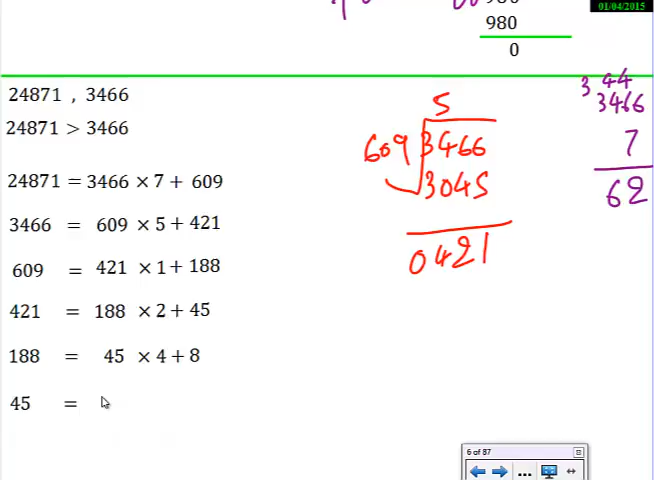 01/04/2015
980
0
24871 , 3466
24871 > 3466
24871 = 3466 × 7 + 609
3466 = 609 × 5 + 421
609 = 421 × 1 + 188
421 = 188 × 2 + 45
188 = 45 × 4 + 8
45 =
5
609 3466
3045
0421
3 44
3466
7
62
6 of 87
...